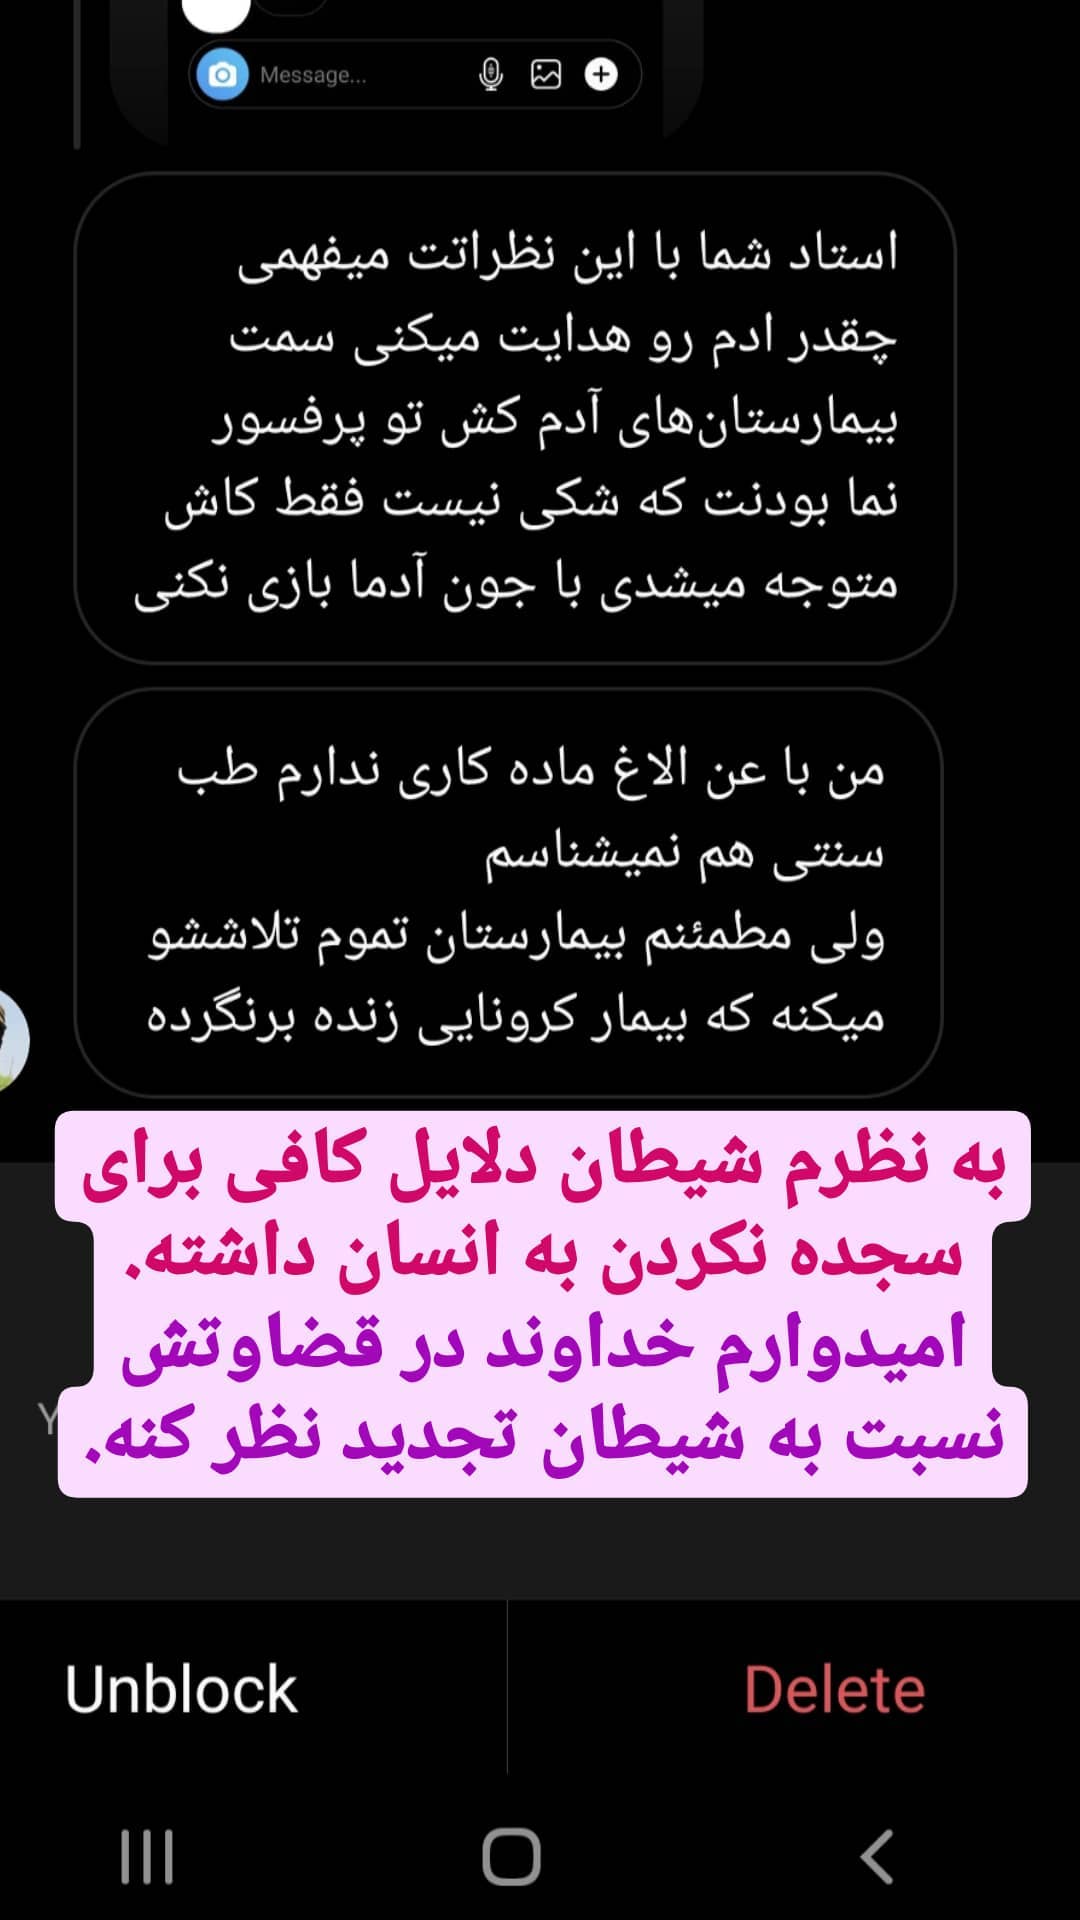 Message...
استاد شما با این نظراتت میفهمی
چقدر ادم رو هدایت میکنی سمت
بیمارستان‌های آدم کش تو پرفسور
نما بودنت که شکی نیست فقط کاش
متوجه میشدی با جون آدما بازی نکنی
من با عن الاغ ماده کاری ندارم طب
سنتی هم نمیشناسم
ولی مطمئنم بیمارستان تموم تلاششو
میکنه که بیمار کرونایی زنده برنگرده
به نظرم شیطان دلایل کافی برای
سجده نکردن به انسان داشته.
امیدوارم خداوند در قضاوتش
نسبت به شیطان تجدید نظر کنه.
Unblock
Delete